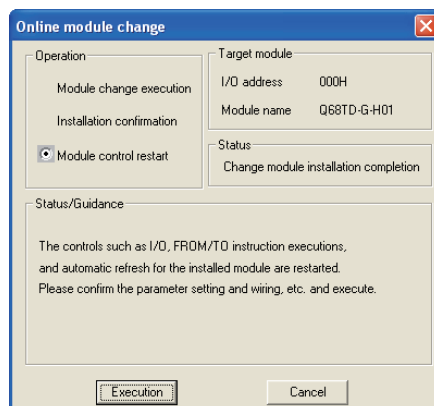 Online module change
Operation
Module change execution
Installation confirmation
Module control restart
Target module
I/O address 000H
Module name Q68TD-G-H01
Status
Change module installation completion
Status/Guidance
The controls such as I/O, FROM/TO instruction executions,
and automatic refresh for the installed module are restarted.
Please confirm the parameter setting and wiring, etc. and execute.
Execution
Cancel